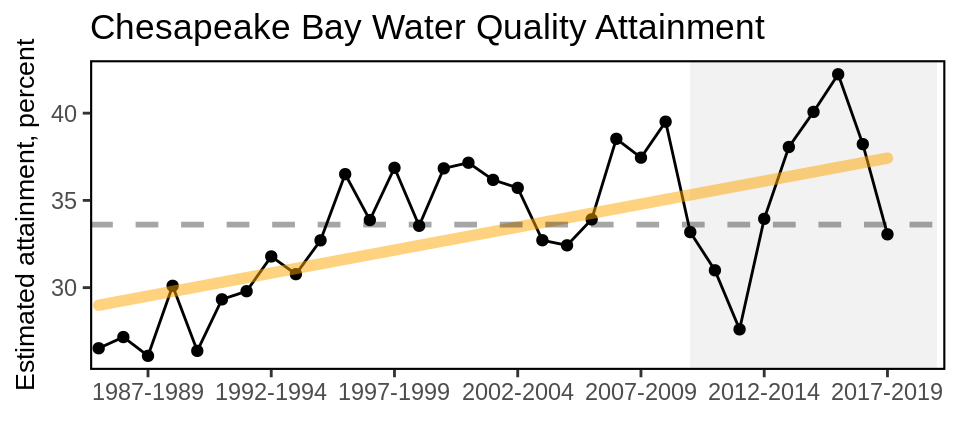 Chesapeake Bay Water Quality Attainment
Estimated attainment, percent
40
35
30
1987-1989 1992-1994 1997-1999 2002-2004 2007-2009 2012-2014 2017-2019